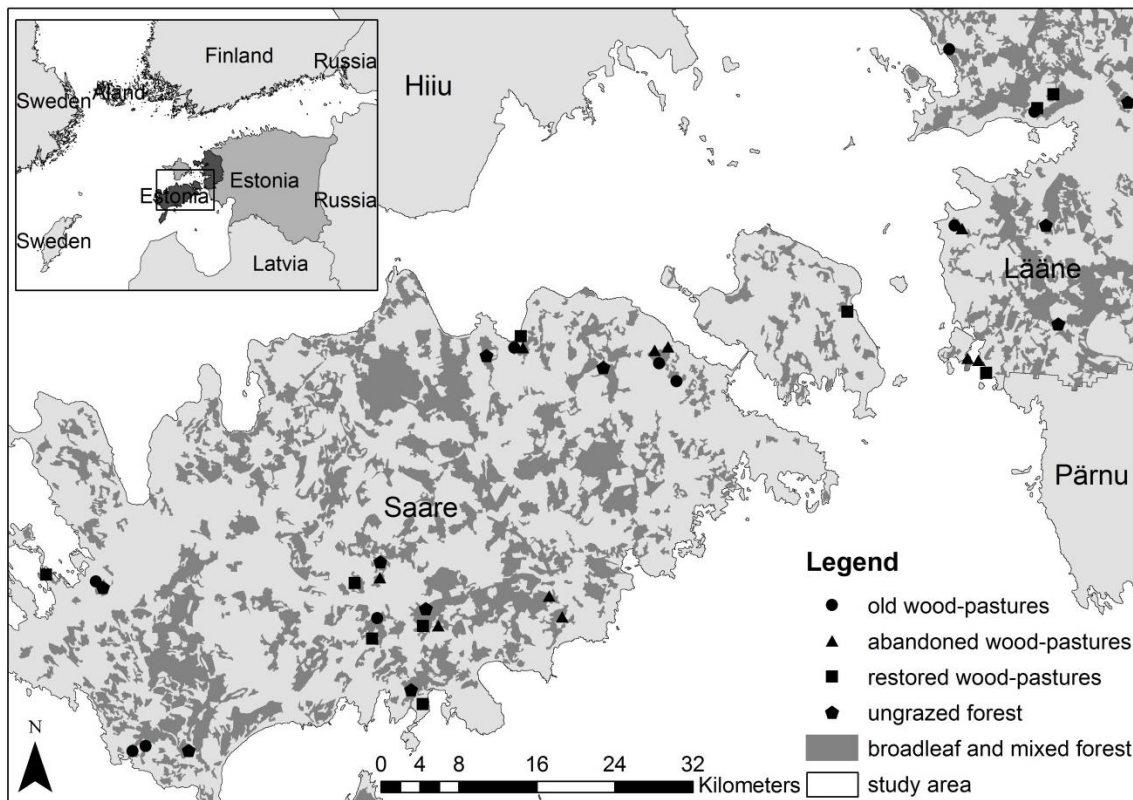 Finland
Russia
Sweden
Åland
Estonia
Estonia
Russia
Sweden
Latvia
Hiiu
Lääne
Pärnu
Saare
Legend
old wood-pastures
abandoned wood-pastures
restored wood-pastures
ungrazed forest
broadleaf and mixed forest
study area
N
0 4 8 16 24 32
Kilometers